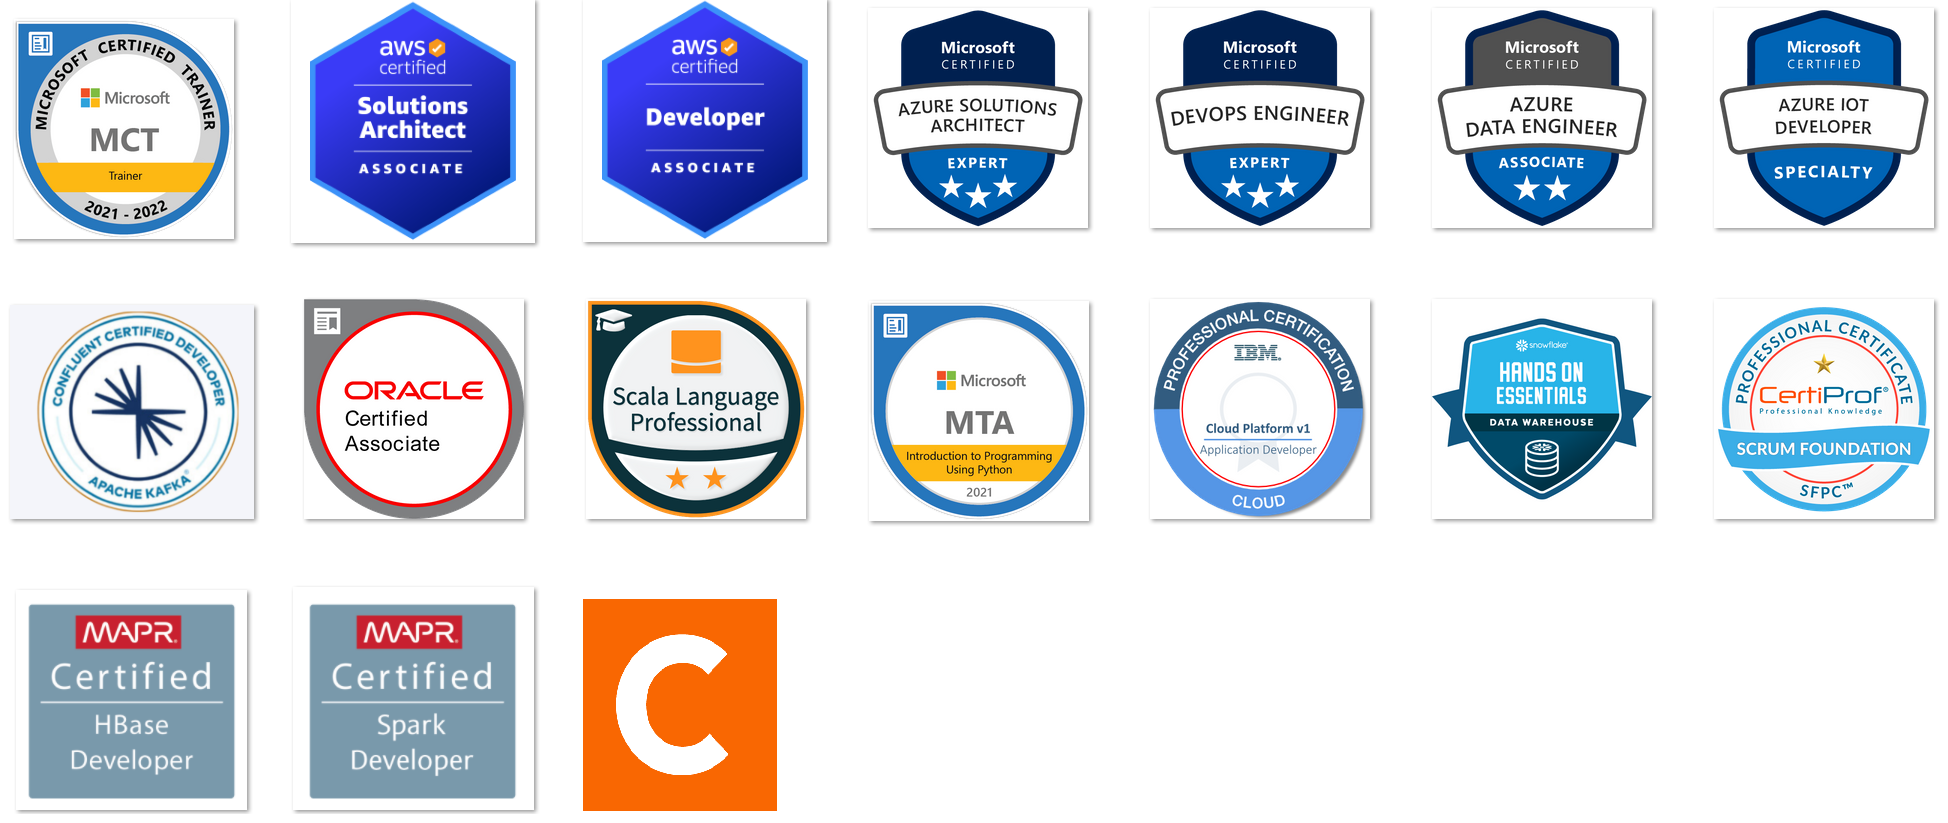 MICROSOFT CERTIFIED TRAINER
Microsoft
MCT
Trainer
2021 - 2022
aws
certified
Solutions
Architect
ASSOCIATE
aws
certified
Developer
ASSOCIATE
Microsoft
CERTIFIED
AZURE SOLUTIONS
ARCHITECT
EXPERT
Microsoft
CERTIFIED
DEVOPS ENGINEER
EXPERT
Microsoft
CERTIFIED
AZURE
DATA ENGINEER
ASSOCIATE
Microsoft
CERTIFIED
AZURE IOT
DEVELOPER
SPECIALTY
CONFLUENT CERTIFIED DEVELOPER
APACHE KAFKA®
ORACLE
Certified
Associate
Scala Language
Professional
Microsoft
MTA
Introduction to Programming
Using Python
2021
PROFESSIONAL CERTIFICATION
IBM.
Cloud Platform v1
Application Developer
CLOUD
snowflake®
HANDS ON
ESSENTIALS
DATA WAREHOUSE
PROFESSIONAL CERTIFICATE
CertiProf®
Professional Knowledge
SCRUM FOUNDATION
SFPC™
MAPR.
Certified
HBase
Developer
MAPR.
Certified
Spark
Developer
C